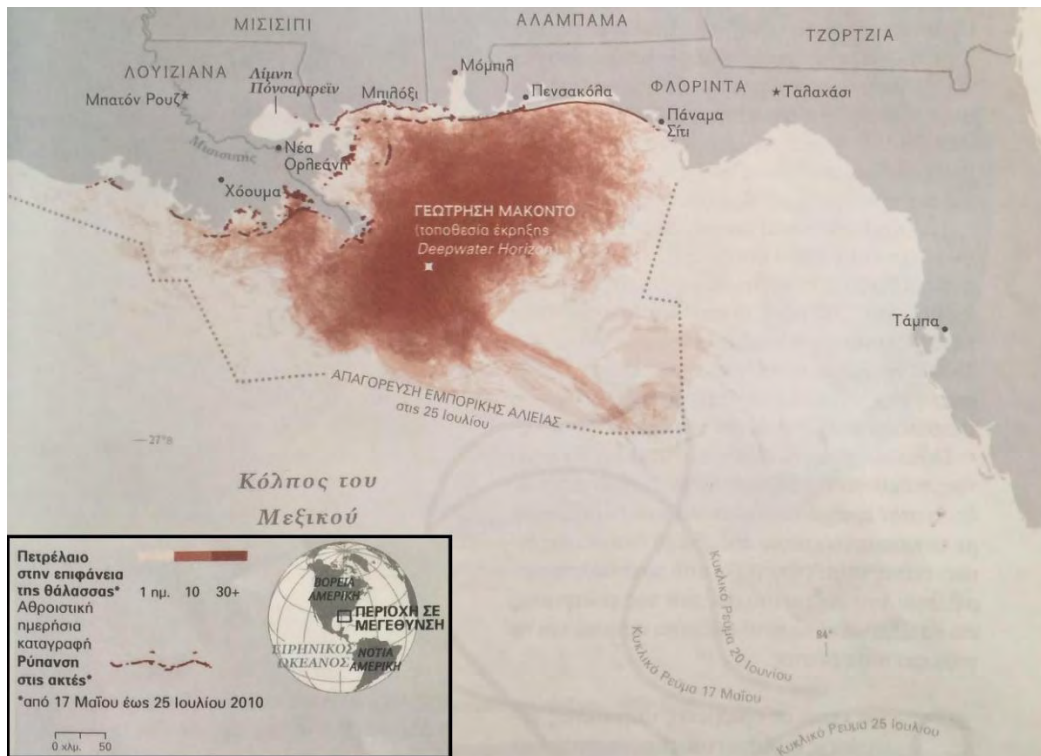 ΜΙΣΙΣΙΠΙ
ΑΛΑΜΠΑΜΑ
ΤΖΟΡΤΖΙΑ
ΛΟΥΙΖΙΑΝΑ
Λίμνη
Πόνσαρτρεϊν
Μόμπιλ
Μπατόν Ρουζ
Μπιλόξι
Πενσακόλα
ΦΛΟΡΙΝΤΑ
Ταλαχάσι
Πάναμα
Σίτι
Μισισιπής
Νέα
Ορλεάνη
Χόουμα
ΓΕΩΤΡΗΣΗ ΜΑΚΟΝΤΟ
(τοποθεσία έκρηξης
Deepwater Horizon)
Τάμπα
ΑΠΑΓΟΡΕΥΣΗ ΕΜΠΟΡΙΚΗΣ ΑΛΙΕΙΑΣ
στις 25 Ιουλίου
27°Β
Κόλπος του
Μεξικού
Πετρέλαιο
στην επιφάνεια
της θάλασσας*
1 ημ. 10 30+
Αθροιστική
ημερήσια
καταγραφή
Ρύπανση
στις ακτές*
*από 17 Μαΐου έως 25 Ιουλίου 2010
0 χλμ. 50
ΒΟΡΕΙΑ
ΑΜΕΡΙΚΗ
ΠΕΡΙΟΧΗ ΣΕ
ΜΕΓΕΘΥΝΣΗ
ΕΙΡΗΝΙΚΟΣ
ΩΚΕΑΝΟΣ
ΝΟΤΙΑ
ΑΜΕΡΙΚΗ
84°
Κυκλικό Ρεύμα 20 Ιουνίου
Κυκλικό Ρεύμα 17 Μαΐου
Κυκλικό Ρεύμα 25 Ιουλίου